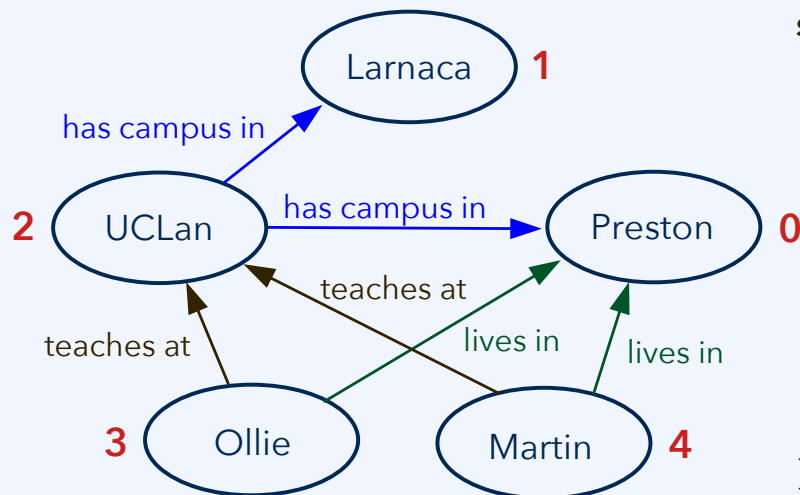 Larnaca 1
has campus in
has campus in
2 UCLan
Preston 0
teaches at
lives in
teaches at
lives in
3 Ollie
Martin 4